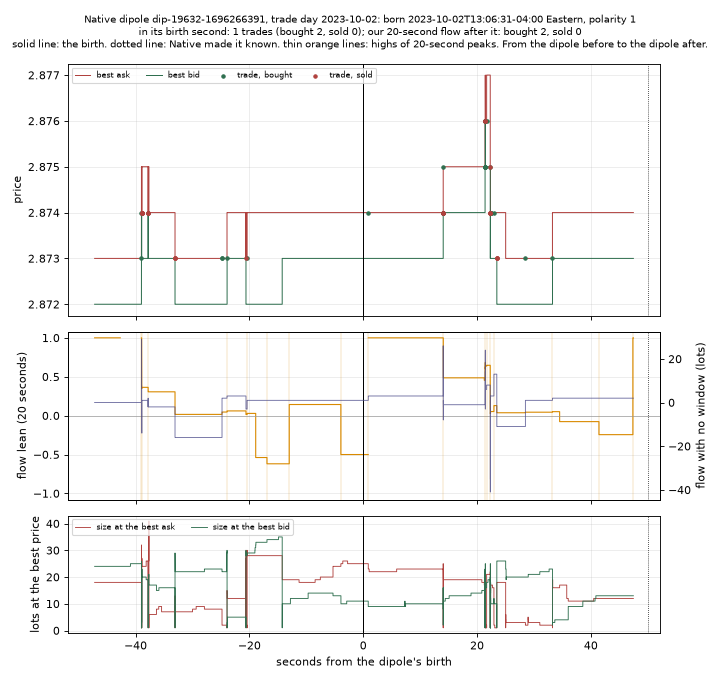 Native dipole dip-19632-1696266391, trade day 2023-10-02: born 2023-10-02T13:06:31-04:00 Eastern, polarity 1
in its birth second: 1 trades (bought 2, sold 0); our 20-second flow after it: bought 2, sold 0
solid line: the birth. dotted line: Native made it known. thin orange lines: highs of 20-second peaks. From the dipole before to the dipole after.
best ask
best bid
trade, bought
trade, sold
2.877
2.876
2.875
2.874
2.873
2.872
price
1.0
0.5
0.0
−0.5
−1.0
flow lean (20 seconds)
20
0
−20
−40
flow with no window (lots)
size at the best ask
size at the best bid
40
30
20
10
0
lots at the best price
−40
−20
0
20
40
seconds from the dipole's birth